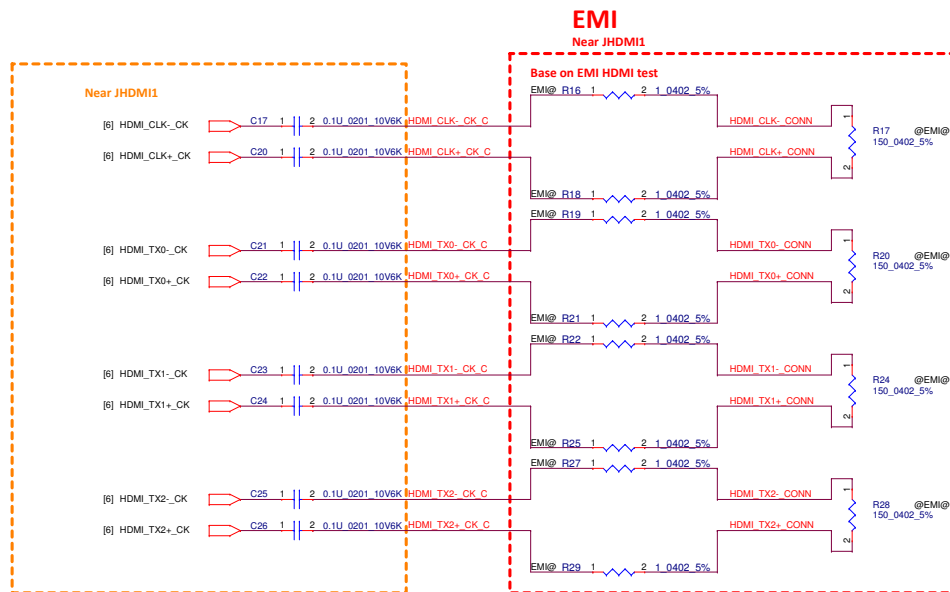 EMI
Near JHDMI1
Near JHDMI1
Base on EMI HDMI test
EMI@ R16 1 2 1_0402_5%
[6] HDMI_CLK-_CK C17 1 2 0.1U_0201_10V6K HDMI_CLK-_CK_C HDMI_CLK-_CONN
1
R17 @EMI@
150_0402_5%
[6] HDMI_CLK+_CK C20 1 2 0.1U_0201_10V6K HDMI_CLK+_CK_C HDMI_CLK+_CONN
2
EMI@ R18 1 2 1_0402_5%
EMI@ R19 1 2 1_0402_5%
[6] HDMI_TX0-_CK C21 1 2 0.1U_0201_10V6K HDMI_TX0-_CK_C HDMI_TX0-_CONN
1
R20 @EMI@
150_0402_5%
[6] HDMI_TX0+_CK C22 1 2 0.1U_0201_10V6K HDMI_TX0+_CK_C HDMI_TX0+_CONN
2
EMI@ R21 1 2 1_0402_5%
EMI@ R22 1 2 1_0402_5%
[6] HDMI_TX1-_CK C23 1 2 0.1U_0201_10V6K HDMI_TX1-_CK_C HDMI_TX1-_CONN
1
R24 @EMI@
150_0402_5%
[6] HDMI_TX1+_CK C24 1 2 0.1U_0201_10V6K HDMI_TX1+_CK_C HDMI_TX1+_CONN
2
EMI@ R25 1 2 1_0402_5%
EMI@ R27 1 2 1_0402_5%
[6] HDMI_TX2-_CK C25 1 2 0.1U_0201_10V6K HDMI_TX2-_CK_C HDMI_TX2-_CONN
1
R28 @EMI@
150_0402_5%
[6] HDMI_TX2+_CK C26 1 2 0.1U_0201_10V6K HDMI_TX2+_CK_C HDMI_TX2+_CONN
2
EMI@ R29 1 2 1_0402_5%